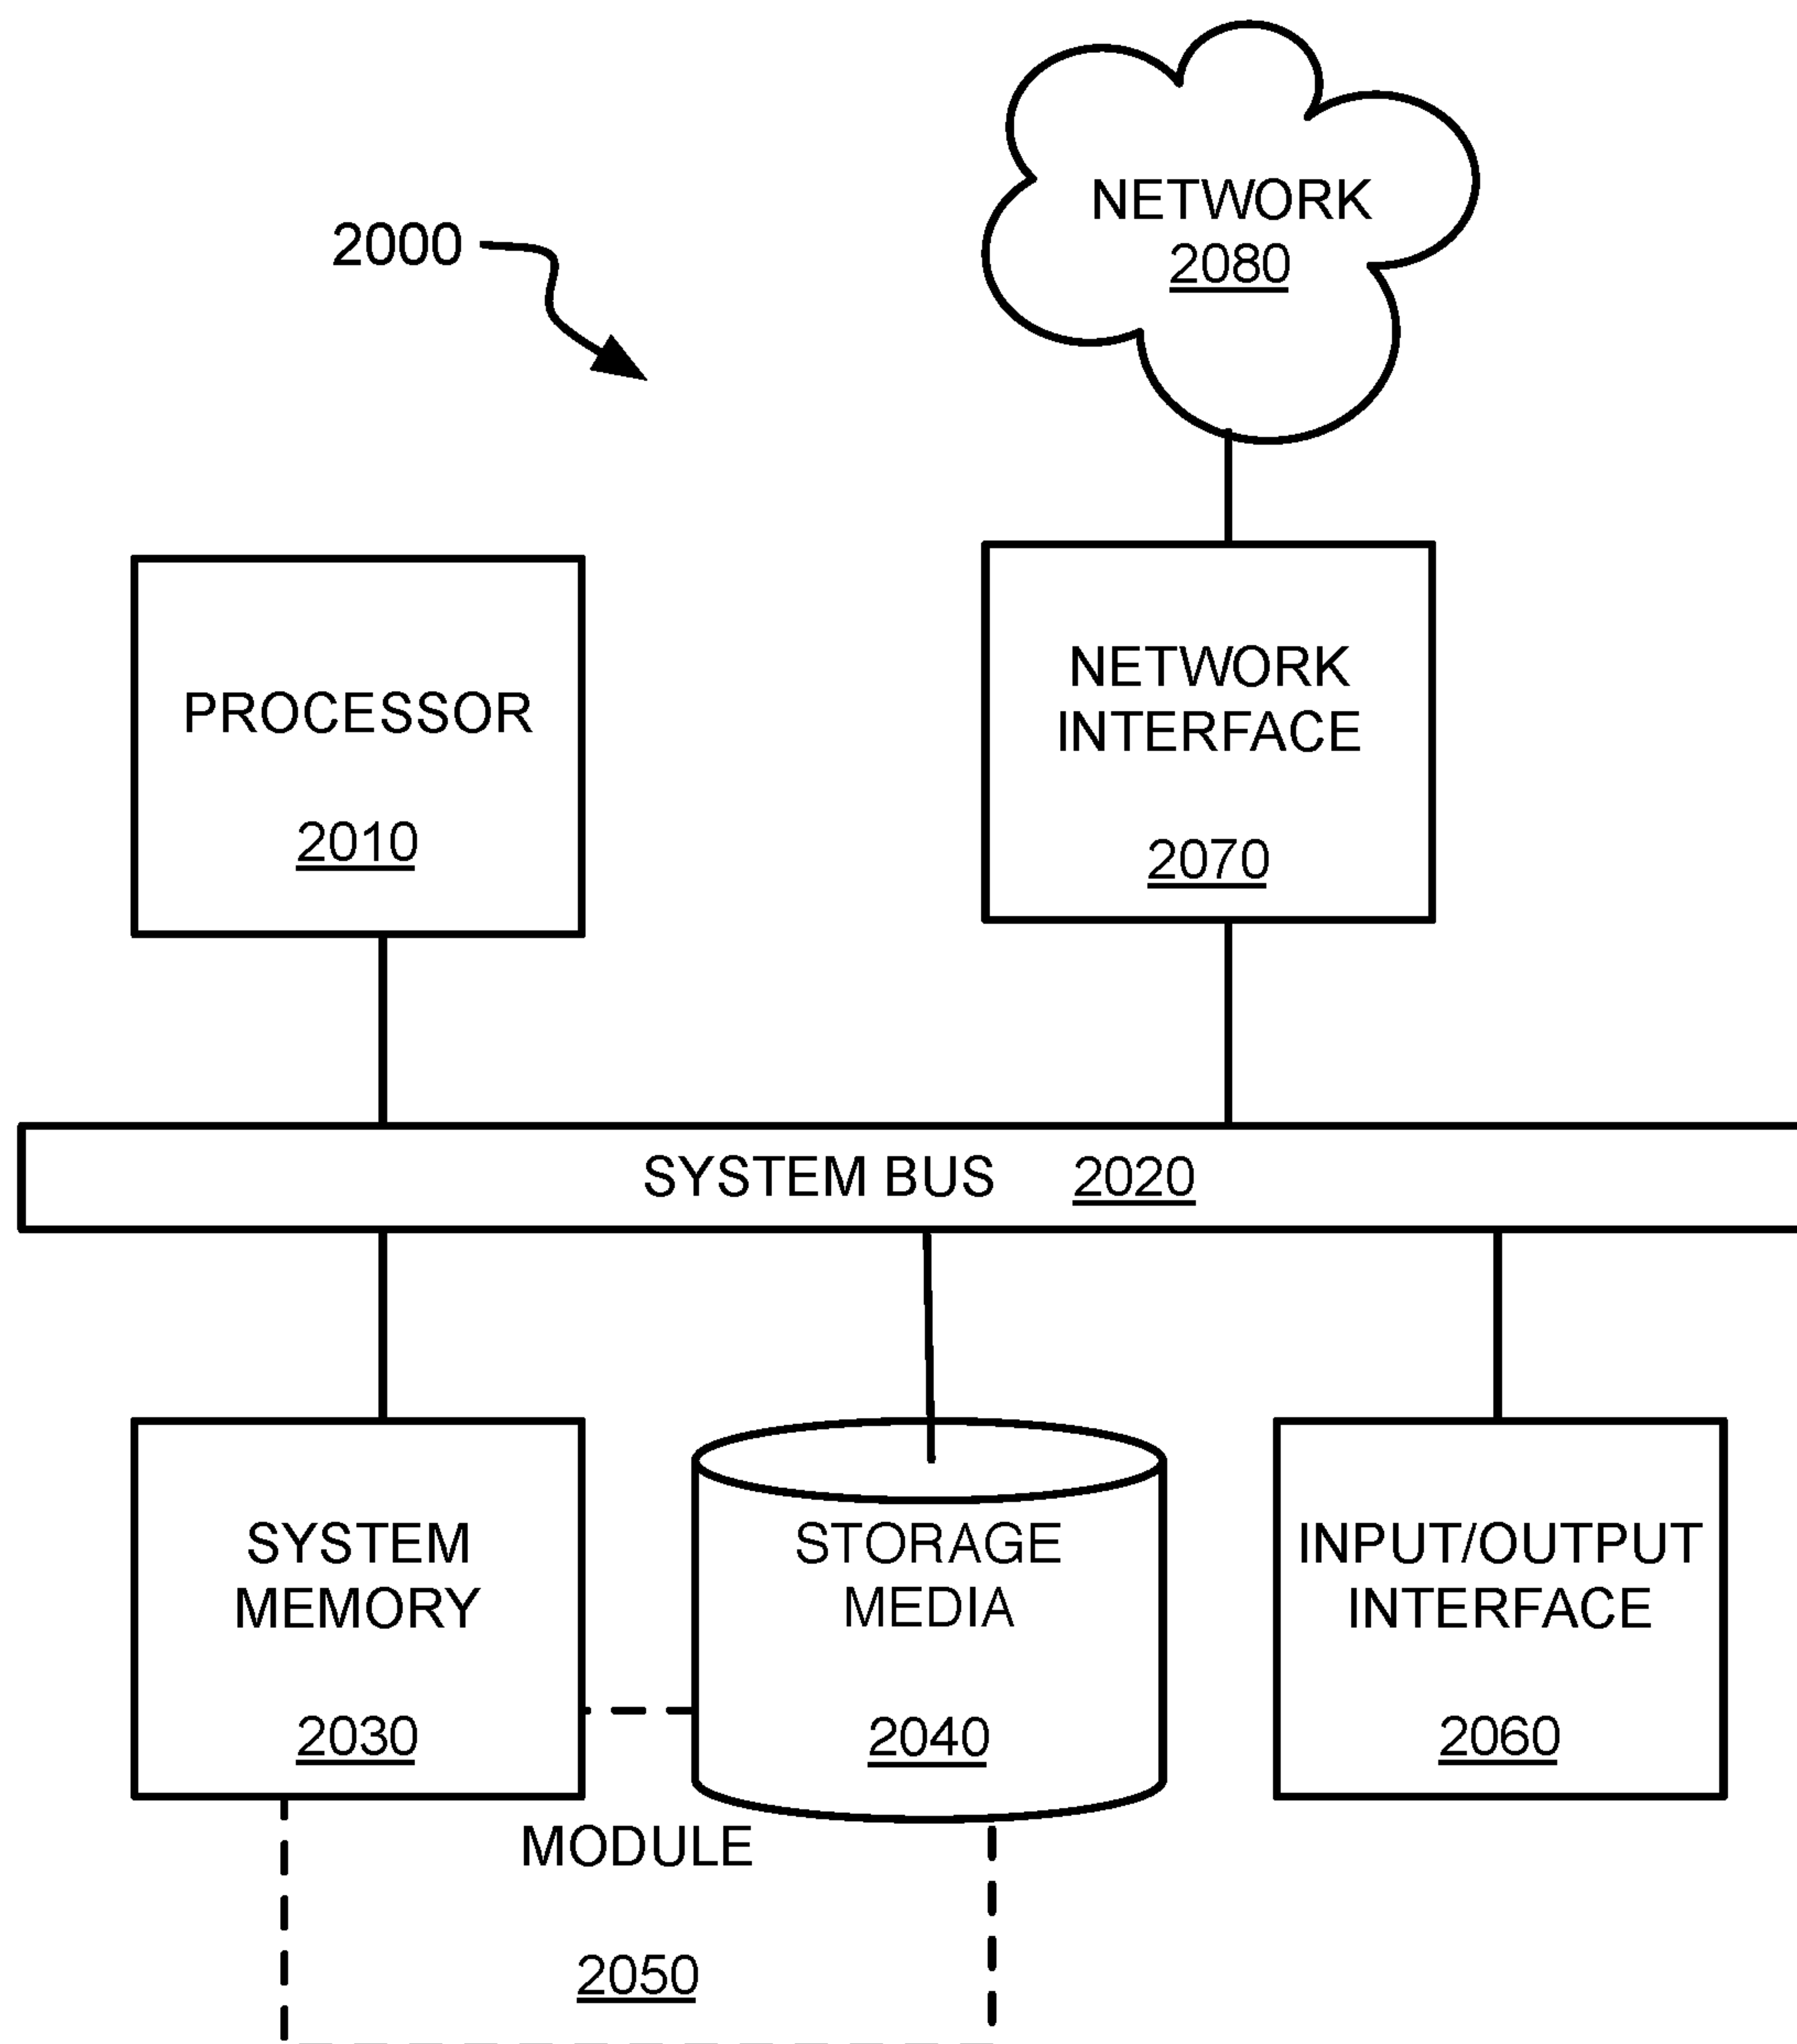 NETWORK
2080
2000
PROCESSOR
2010
NETWORK
INTERFACE
2070
SYSTEM BUS 2020
SYSTEM
MEMORY
2030
STORAGE
MEDIA
2040
INPUT/OUTPUT
INTERFACE
2060
MODULE
2050